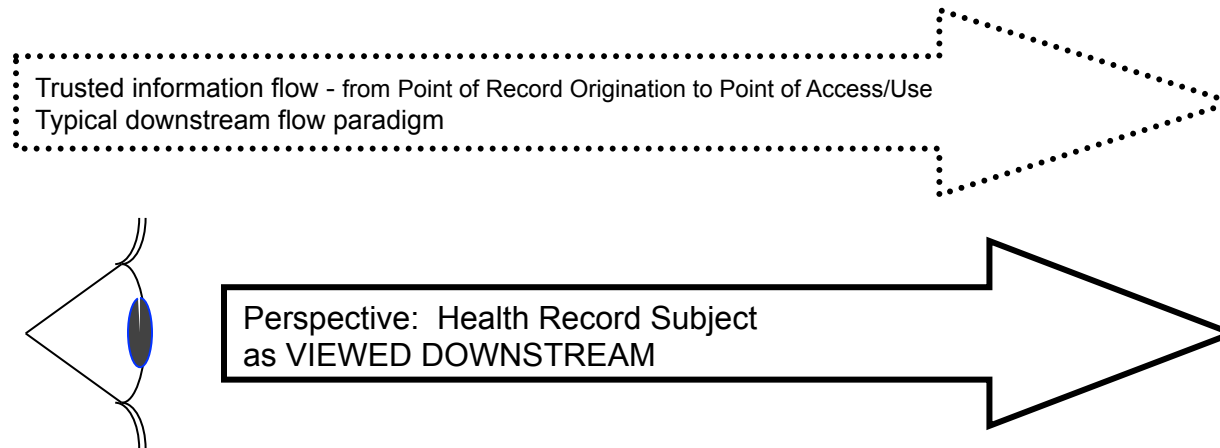 Trusted information flow - from Point of Record Origination to Point of Access/Use
Typical downstream flow paradigm
Perspective:  Health Record Subject
as VIEWED DOWNSTREAM